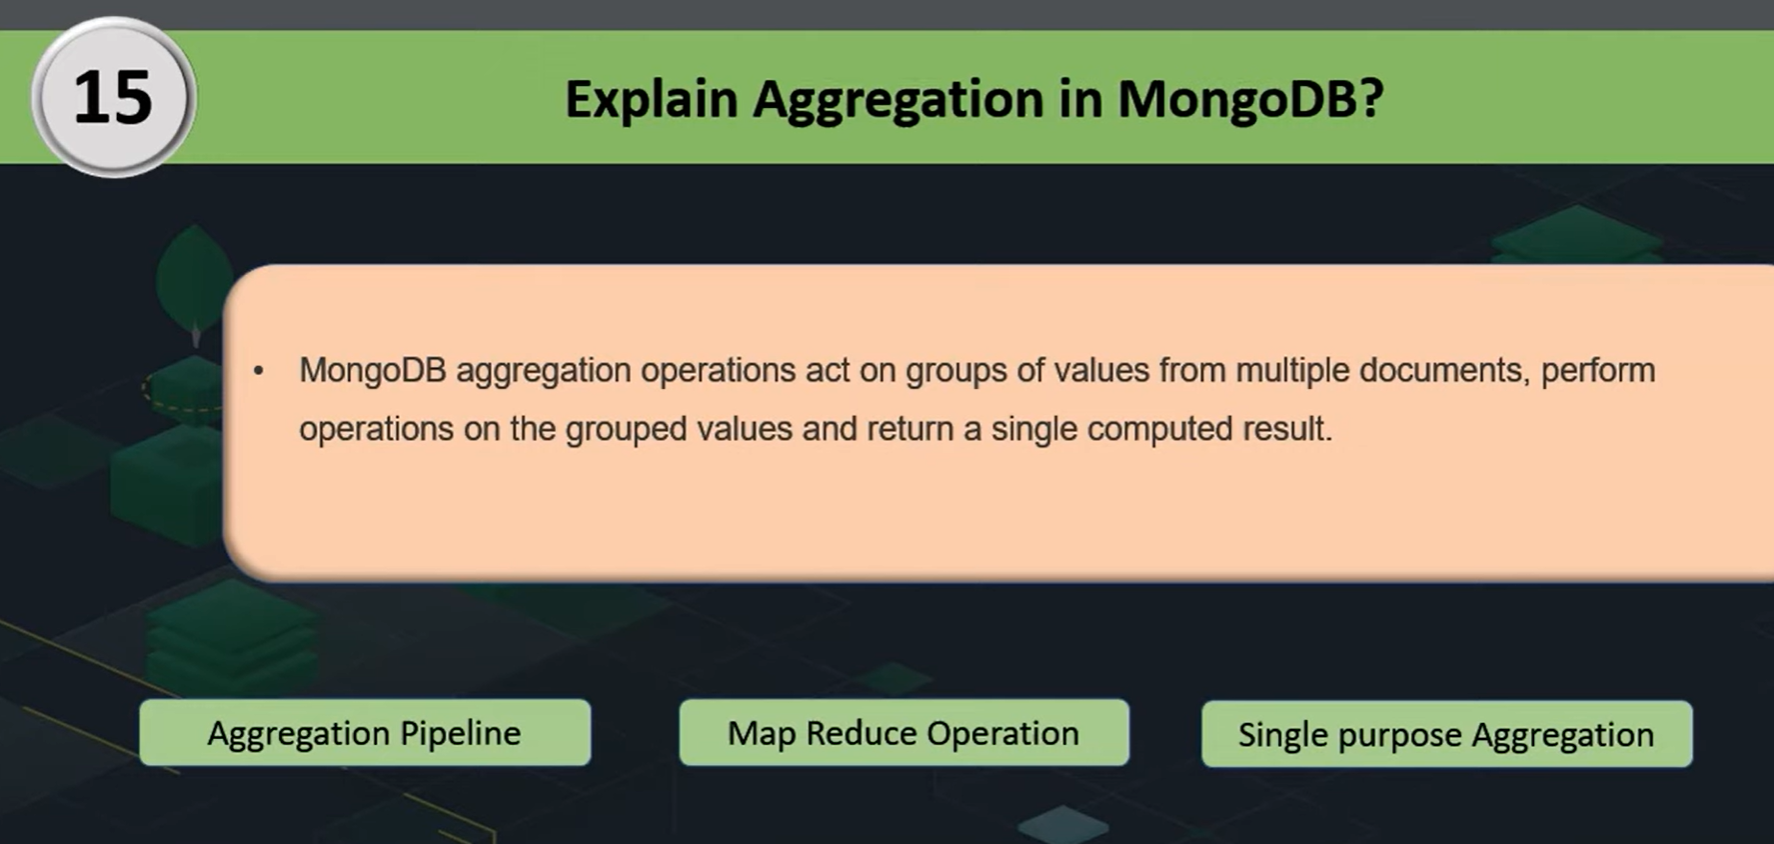 15
Explain Aggregation in MongoDB?
• MongoDB aggregation operations act on groups of values from multiple documents, perform
operations on the grouped values and return a single computed result.
Aggregation Pipeline
Map Reduce Operation
Single purpose Aggregation